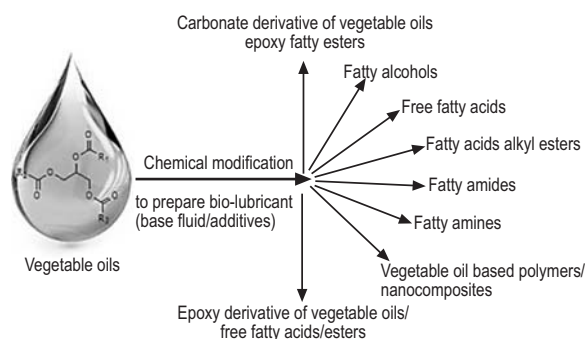 Carbonate derivative of vegetable oils
epoxy fatty esters
Fatty alcohols
Free fatty acids
Fatty acids alkyl esters
Fatty amides
Fatty amines
Vegetable oil based polymers/
nanocomposites
Epoxy derivative of vegetable oils/
free fatty acids/esters
Chemical modification
to prepare bio-lubricant
(base fluid/additives)
Vegetable oils
O
O
R1
O
O
O
O
R2